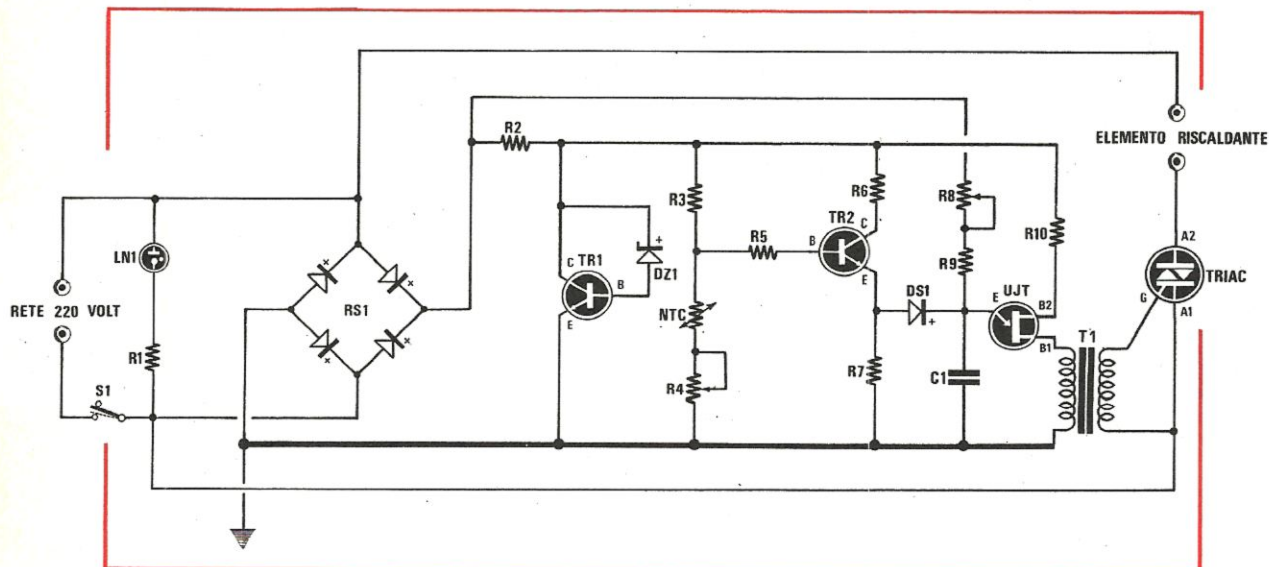 R2
ELEMENTO RISCALDANTE
R3
R6
R8
LN1
TR2
C
R5
B
R10
A2
TR1
C
DZ1
R9
TRIAC
RETE 220 VOLT
RS1
B
E
DS1
UJT
G
A1
NTC
E
B2
T1
E
+
B1
R1
R7
C1
S1
R4
+
x
x
x
x